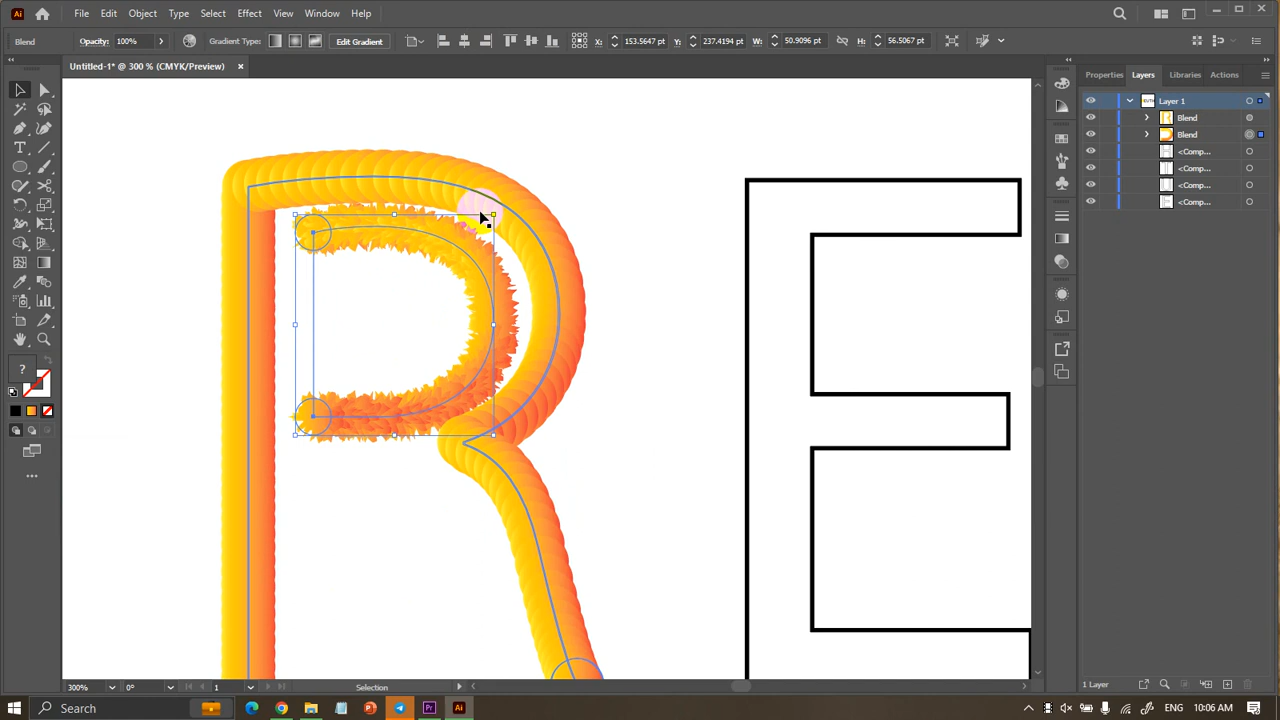 Ai File Edit Object Type Select Effect View Window Help
Blend Opacity: 100% Gradient Type: Edit Gradient X: 153.5647 pt Y: 237.4194 pt W: 50.9096 pt H: 56.5067 pt
Untitled-1* @ 300 % (CMYK/Preview) ×
Properties Layers Libraries Actions
Layer 1
Blend
Blend
<Comp...
<Comp...
<Comp...
<Comp...
?
R E
300% 0° 1 Selection
1 Layer
Search
Pr Ai
ENG 10:06 AM